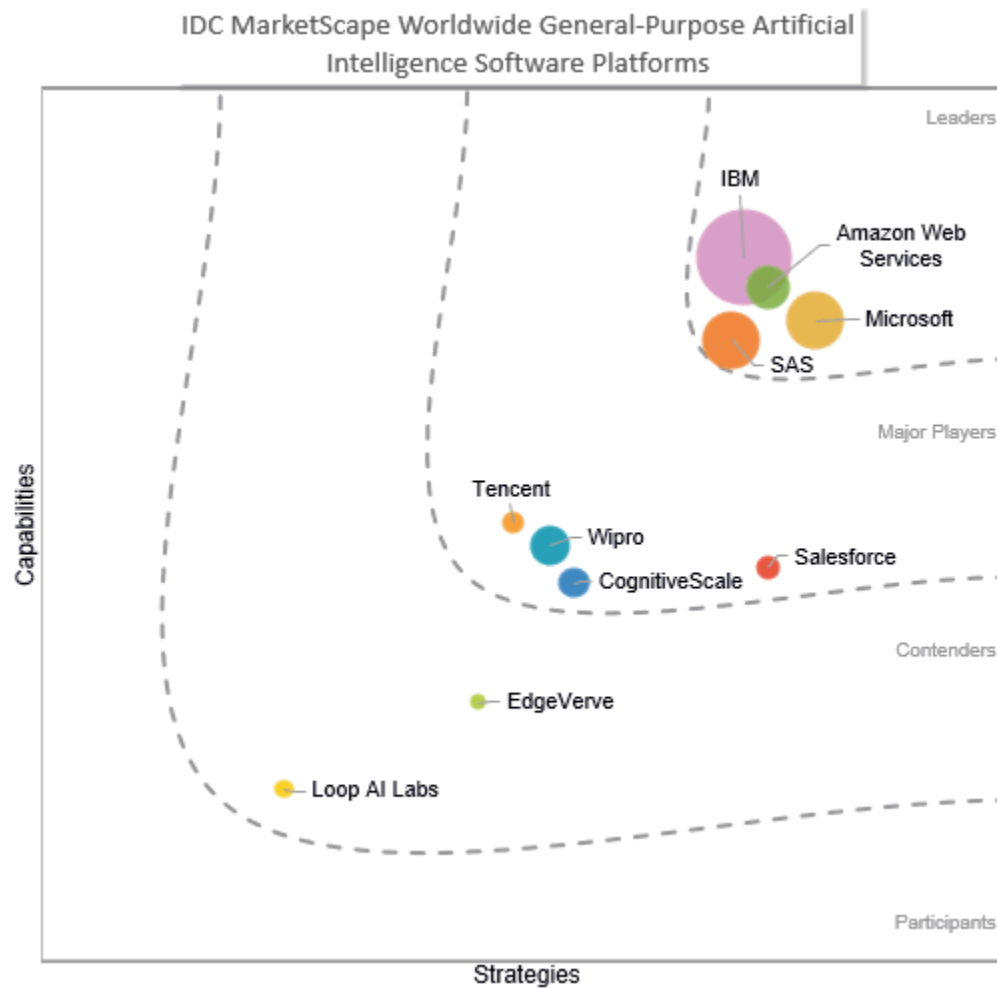 IDC MarketScape Worldwide General-Purpose Artificial
Intelligence Software Platforms
Leaders
IBM
Amazon Web
Services
Microsoft
SAS
Major Players
Capabilities
Tencent
Wipro
Salesforce
CognitiveScale
Contenders
EdgeVerve
Loop AI Labs
Participants
Strategies